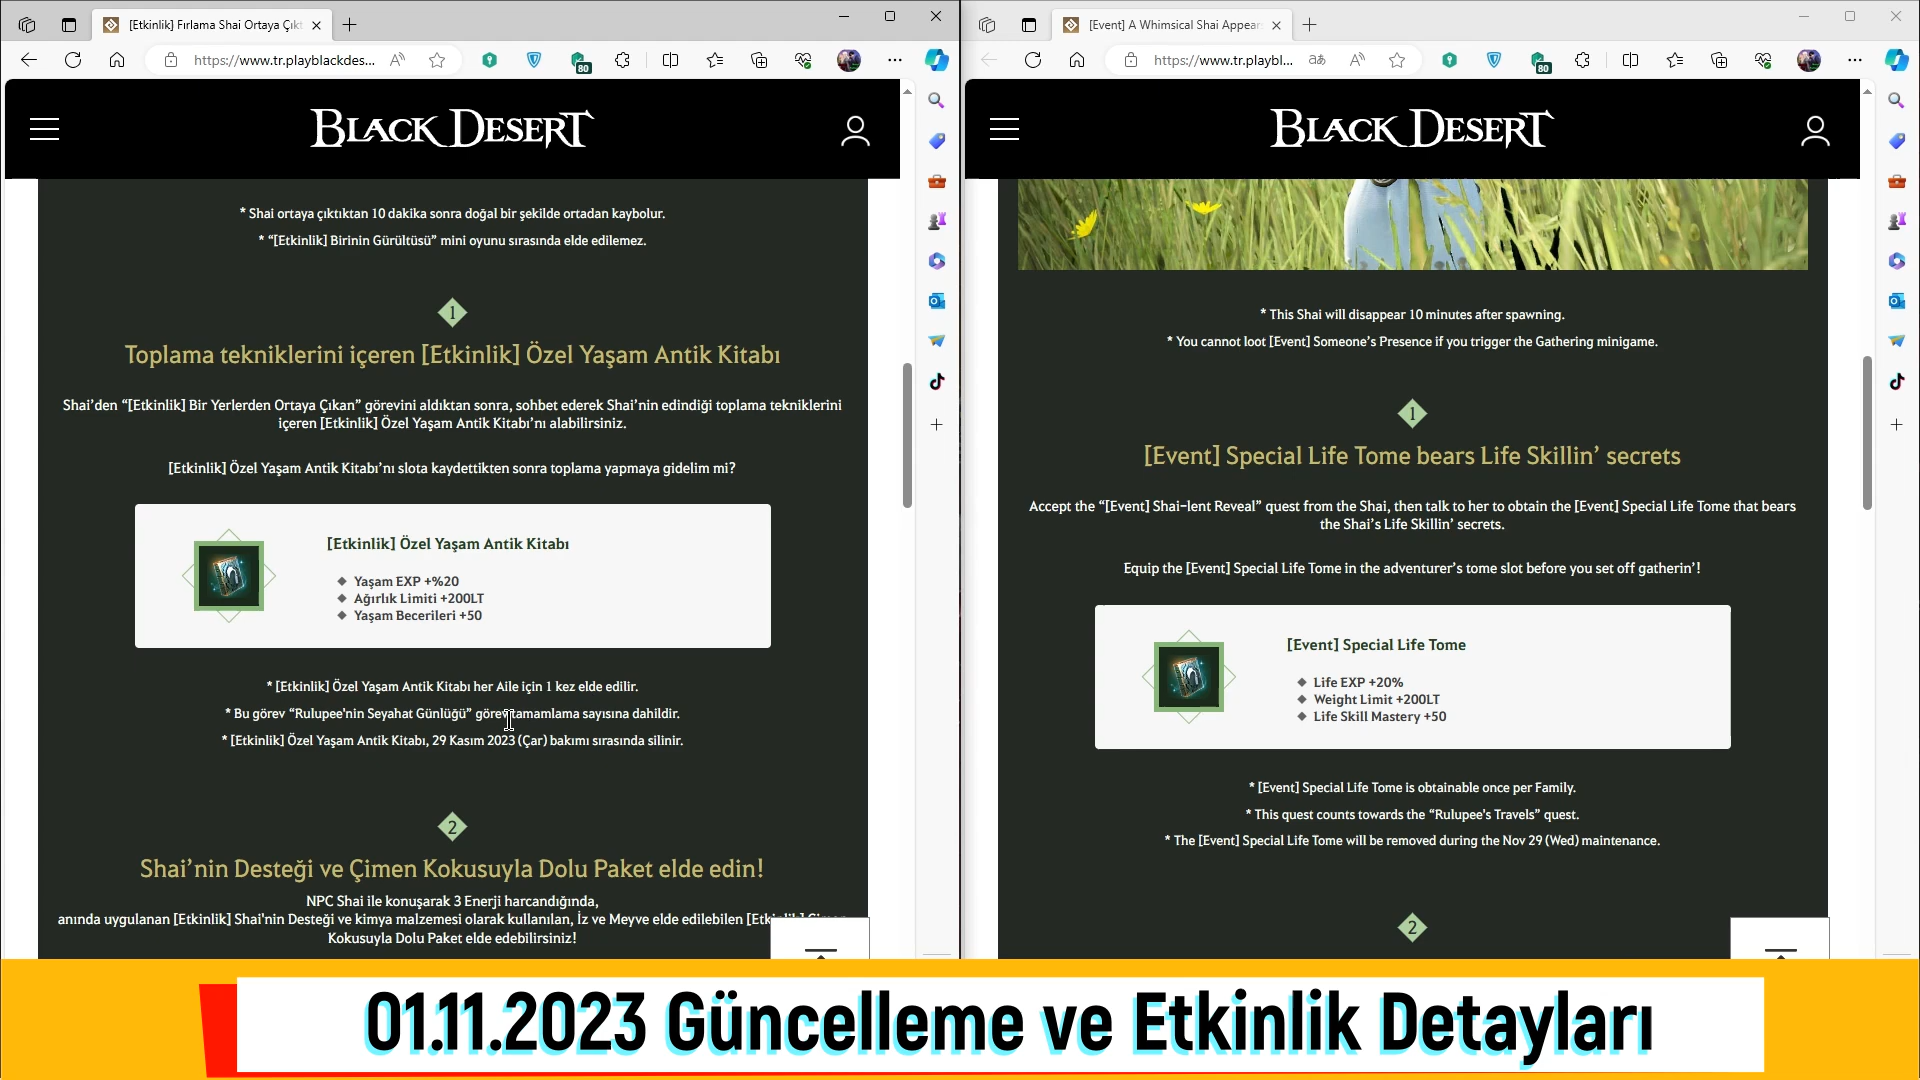 [Etkinlik] Fırlama Shai Ortaya Çıkt
https://www.tr.playblackdes...
80
BLACK DESERT
* Shai ortaya çıktıktan 10 dakika sonra doğal bir şekilde ortadan kaybolur.
* “[Etkinlik] Birinin Gürültüsü” mini oyunu sırasında elde edilemez.
1
Toplama tekniklerini içeren [Etkinlik] Özel Yaşam Antik Kitabı
Shai’den “[Etkinlik] Bir Yerlerden Ortaya Çıkan” görevini aldıktan sonra, sohbet ederek Shai’nin edindiği toplama tekniklerini
içeren [Etkinlik] Özel Yaşam Antik Kitabı’nı alabilirsiniz.
[Etkinlik] Özel Yaşam Antik Kitabı’nı slota kaydettikten sonra toplama yapmaya gidelim mi?
[Etkinlik] Özel Yaşam Antik Kitabı
◆ Yaşam EXP +%20
◆ Ağırlık Limiti +200LT
◆ Yaşam Becerileri +50
* [Etkinlik] Özel Yaşam Antik Kitabı her Aile için 1 kez elde edilir.
* Bu görev “Rulupee'nin Seyahat Günlüğü” görev tamamlama sayısına dahildir.
* [Etkinlik] Özel Yaşam Antik Kitabı, 29 Kasım 2023 (Çar) bakımı sırasında silinir.
2
Shai’nin Desteği ve Çimen Kokusuyla Dolu Paket elde edin!
NPC Shai ile konuşarak 3 Enerji harcandığında,
anında uygulanan [Etkinlik] Shai'nin Desteği ve kimya malzemesi olarak kullanılan, İz ve Meyve elde edilebilen
Kokusuyla Dolu Paket elde edebilirsiniz!
[Event] A Whimsical Shai Appear
https://www.tr.playbl...
aあ
80
BLACK DESERT
* This Shai will disappear 10 minutes after spawning.
* You cannot loot [Event] Someone’s Presence if you trigger the Gathering minigame.
1
[Event] Special Life Tome bears Life Skillin’ secrets
Accept the “[Event] Shai-lent Reveal” quest from the Shai, then talk to her to obtain the [Event] Special Life Tome that bears
the Shai’s Life Skillin’ secrets.
Equip the [Event] Special Life Tome in the adventurer’s tome slot before you set off gatherin’!
[Event] Special Life Tome
◆ Life EXP +20%
◆ Weight Limit +200LT
◆ Life Skill Mastery +50
* [Event] Special Life Tome is obtainable once per Family.
* This quest counts towards the “Rulupee's Travels” quest.
* The [Event] Special Life Tome will be removed during the Nov 29 (Wed) maintenance.
2
01.11.2023 Güncelleme ve Etkinlik Detayları